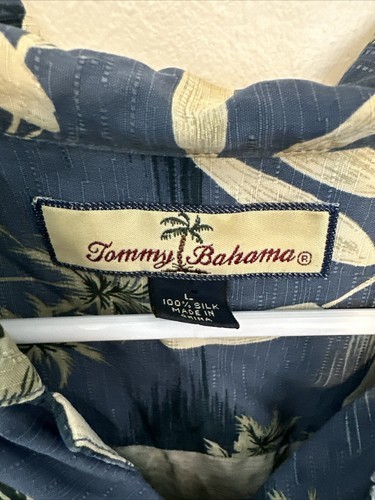 Tommy Bahama®
L
100% SILK
MADE IN
CHINA